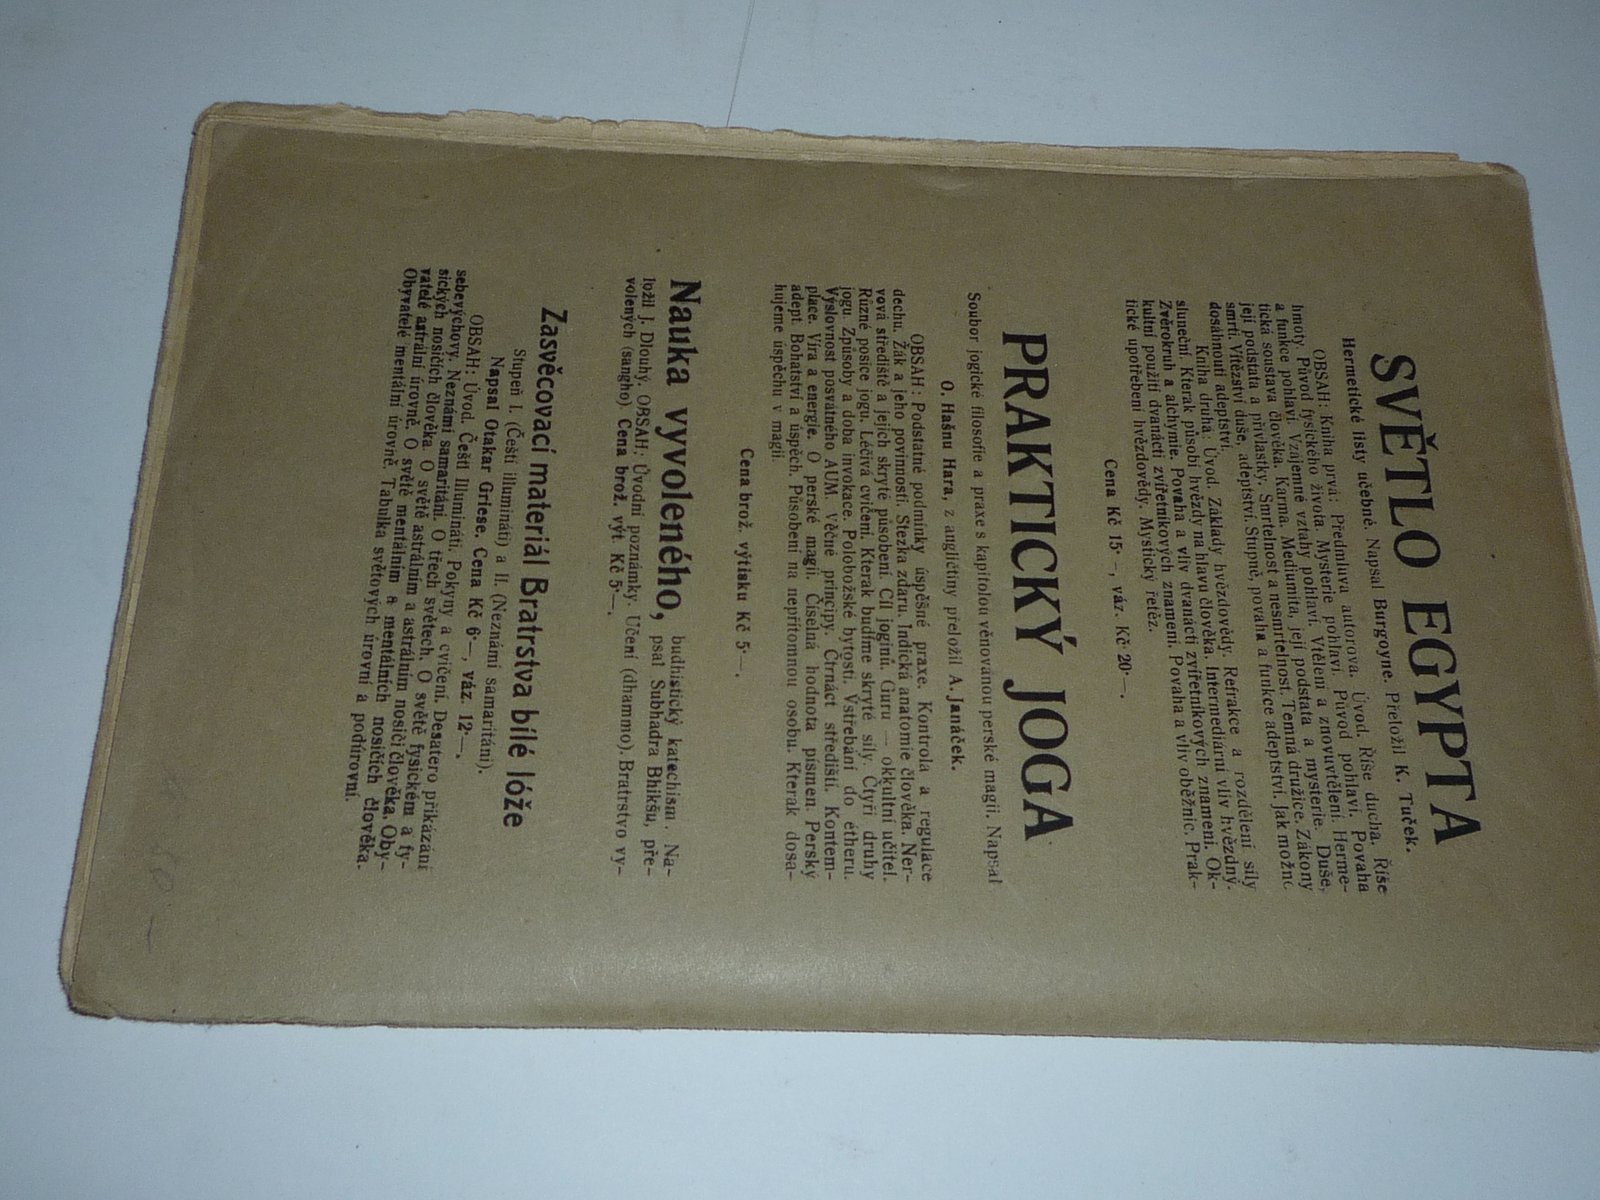 SVĚTLO EGYPTA
Hermetické listy učebné. Napsal Burgoyne. Přeložil K. Tuček.
OBSAH: Kniha prvá: Předmluva autorova. Úvod. Říše ducha. Říše
hmoty. Původ fysického života. Mysterie pohlaví. Původ pohlaví. Povaha
a funkce pohlaví. Vzájemné vztahy pohlaví. Vtělení a znovuvtělení. Herme-
tická soustava člověka. Karma. Mediumita, její podstata a mysterie. Duše,
její podstata a přívlastky. Smrtelnost a nesmrtelnost. Temná družice. Zákony
smrti. Vítězství duše, adeptství. Stupně, povaha a funkce adeptství. Jak možno
dosáhnouti adeptství.
Kniha druhá: Úvod. Základy hvězdovědy. Refrakce a rozdělení síly
sluneční. Kterak působí hvězdy na hlavu člověka. Intermediární vliv hvězdný.
Zvěrokruh a alchymie. Povaha a vliv dvanácti zvířetníkových znamení. Ok-
kultní použití dvanácti zvířetníkových znamení. Povaha a vliv oběžnic. Prak-
tické upotřebení hvězdovědy. Mystický řetěz.
Cena Kč 15·–, váz. Kč 20·—.
PRAKTICKÝ JOGA
Soubor jogické filosofie a praxe s kapitolou věnovanou perské magii. Napsal
O. Hašnu Hara, z angličtiny přeložil A. Janáček.
OBSAH: Podstatné podmínky úspěšné praxe. Kontrola a regulace
dechu. Žák a jeho povinnosti. Stezka zdaru. Indická anatomie člověka. Ner-
vová střediště a jejich skryté působení. Cíl joginů. Guru — okkultní učitel.
Různé posice jogu. Léčivá cvičení. Kterak budíme skryté síly. Čtyři druhy
jogu. Způsoby a doba invokace. Polobožské bytosti. Vstřebání do étheru.
Výslovnost posvátného AUM. Věčné principy. Čtrnáct středišť. Kontem-
place. Víra a energie. O perské magii. Číselná hodnota písmen. Perský
adept. Bohatství a úspěch. Působení na nepřítomnou osobu. Kterak dosa-
hujeme úspěchu v magii.
Cena brož. výtisku Kč 5·—.
Nauka vyvoleného, budhistický katechism. Na-
psal Subhadra Bhikšu, pře-
ložil J. Dlouhý. OBSAH: Úvodní poznámky. Učení (dhammo). Bratrstvo vy-
volených (sangho) Cena brož. výt. Kč 5·—.
Zasvěcovací materiál Bratrstva bílé lóže
Stupeň I. (Čeští illumináti) a II. (Neznámí samaritáni).
Napsal Otakar Griese. Cena Kč 6·—, váz. 12·—.
OBSAH: Úvod. Čeští Illumináti. Pokyny a cvičení. Desatero přikázání
sebevýchovy. Neznámí samaritáni. O třech světech. O světě fysickém a fy-
sických nosičích člověka. O světě astrálním a astrálním nosiči člověka. Oby-
vatelé astrální úrovně. O světě mentálním a mentálních nosičích člověka.
Obyvatelé mentální úrovně. Tabulka světových úrovní a podúrovní.